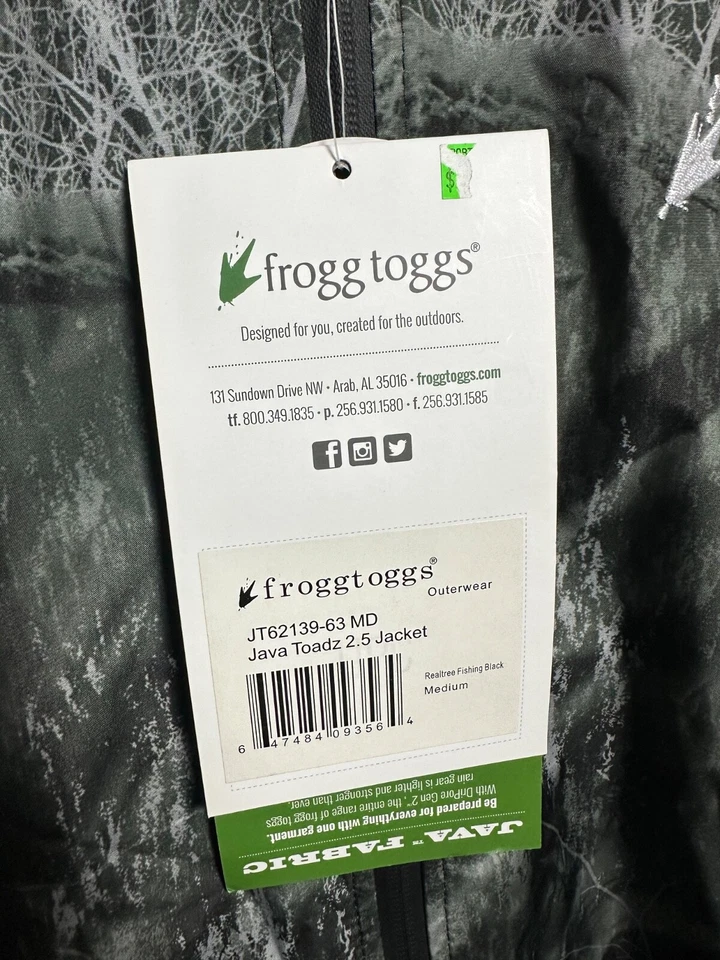 PORT
$
frogg toggs®
Designed for you, created for the outdoors.
131 Sundown Drive NW • Arab, AL 35016 • froggtoggs.com
tf. 800.349.1835 • p. 256.931.1580 • f. 256.931.1585
froggtoggs®
Outerwear
JT62139-63 MD
Java Toadz 2.5 Jacket
Realtree Fishing Black
Medium
6 47484 09356 4
JAVA™ FABRIC
Be prepared for everything with one garment.
With DriPore Gen 2™, the entire range of frogg toggs
rain gear is lighter and stronger than ever.